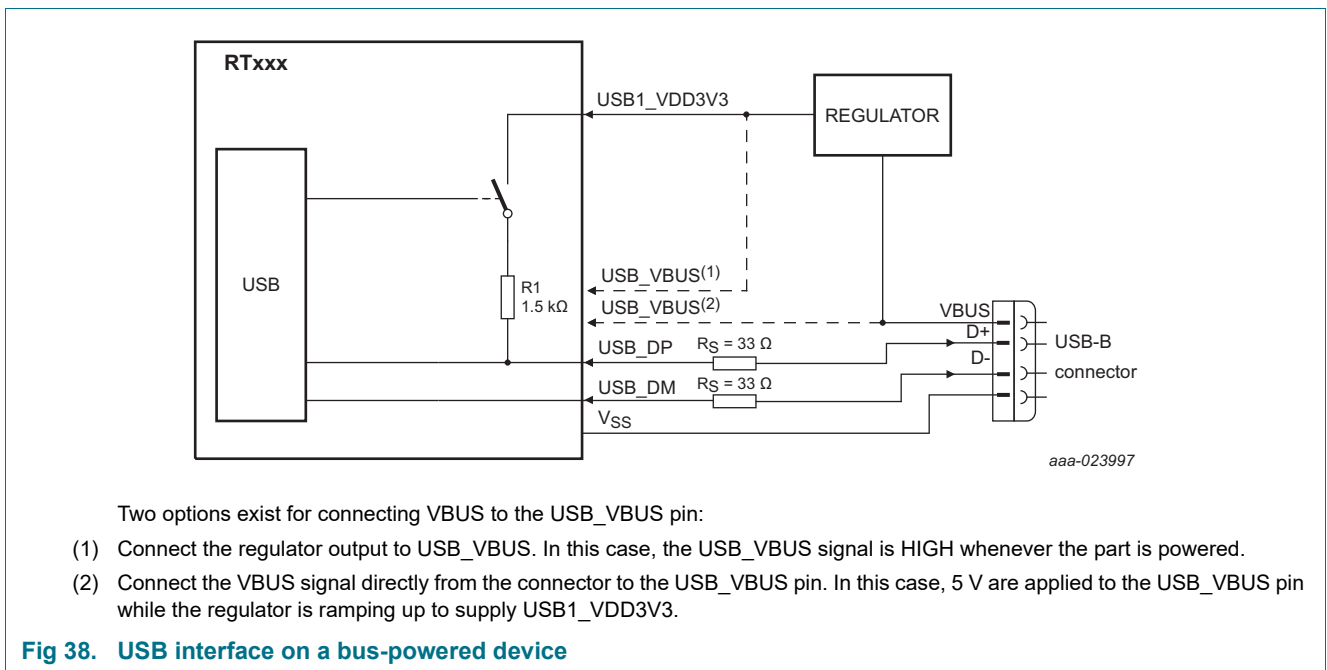 RTxxx
USB1_VDD3V3
REGULATOR
USB
R1
1.5 kΩ
USB_VBUS(1)
USB_VBUS(2)
VBUS
D+
USB-B
USB_DP
RS = 33 Ω
D-
connector
USB_DM
RS = 33 Ω
VSS
aaa-023997
Two options exist for connecting VBUS to the USB_VBUS pin:
(1) Connect the regulator output to USB_VBUS. In this case, the USB_VBUS signal is HIGH whenever the part is powered.
(2) Connect the VBUS signal directly from the connector to the USB_VBUS pin. In this case, 5 V are applied to the USB_VBUS pin
while the regulator is ramping up to supply USB1_VDD3V3.
Fig 38. USB interface on a bus-powered device